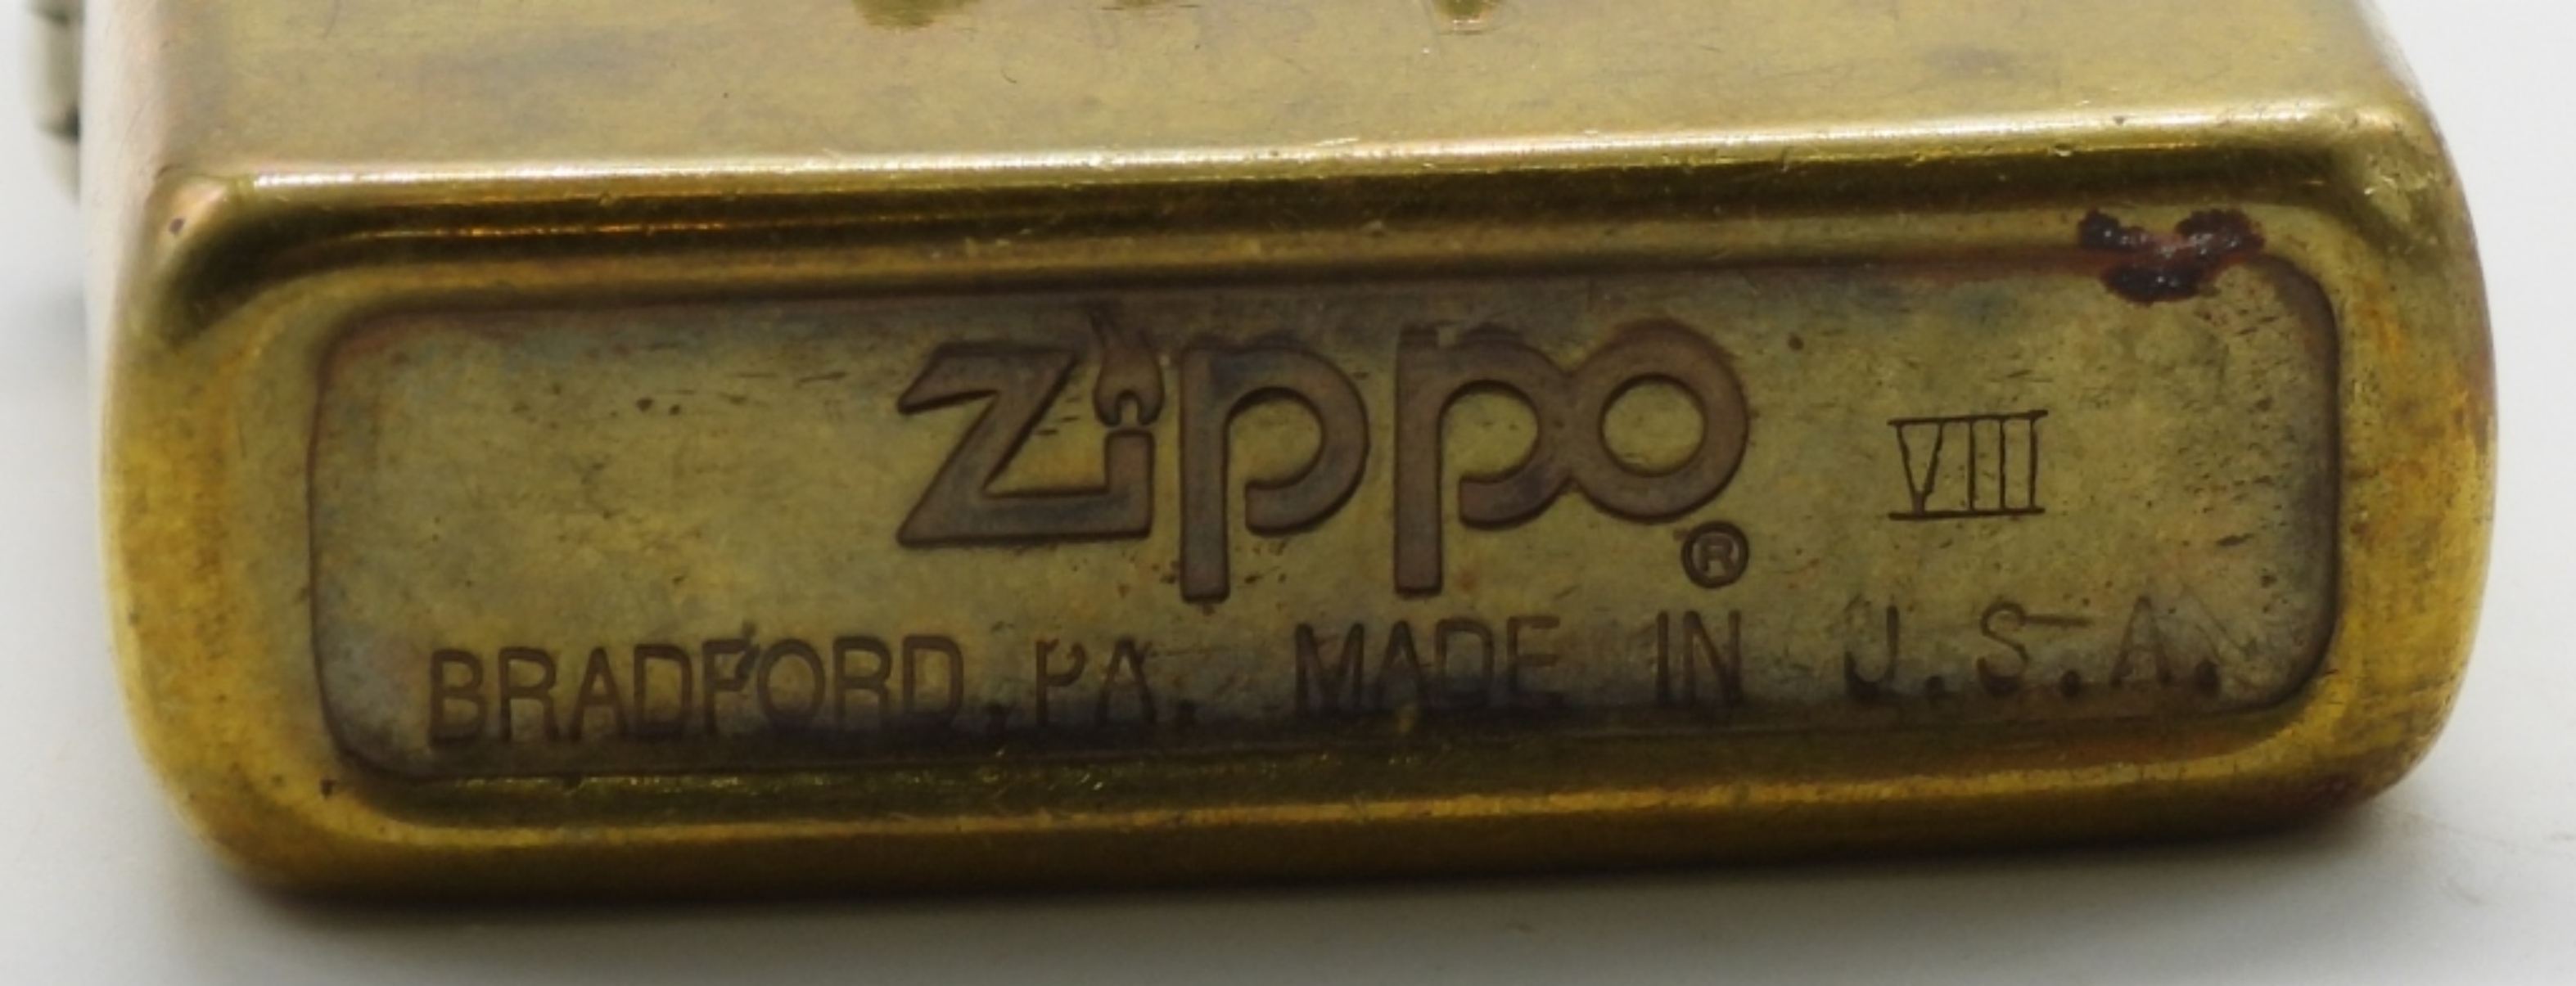 Zippo® VIII
BRADFORD, PA. MADE IN U.S.A.